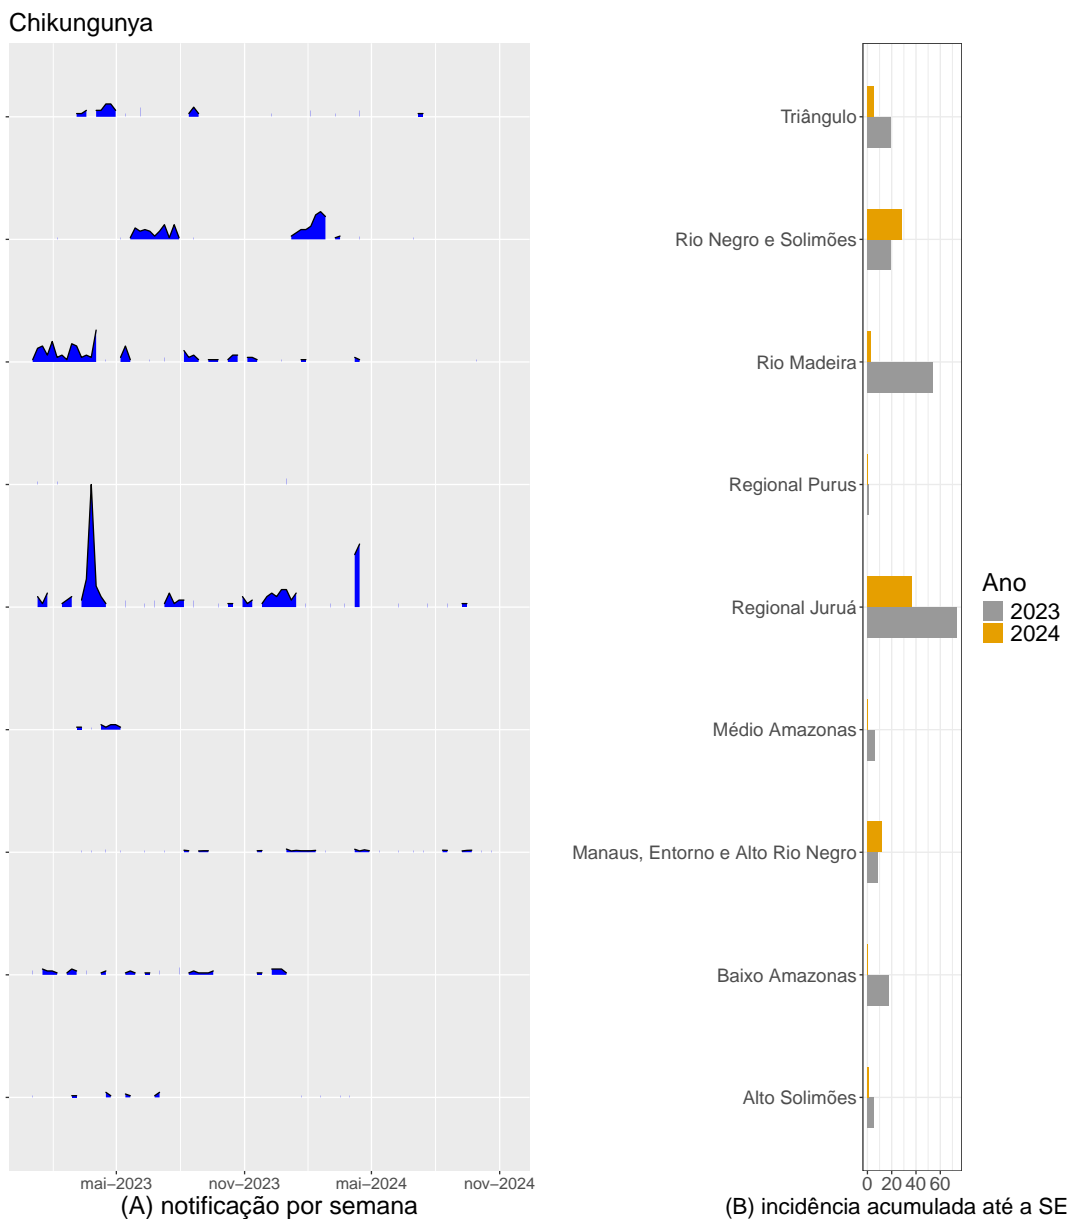 Chikungunya
Triângulo
Rio Negro e Solimões
Rio Madeira
Regional Purus
Regional Juruá
Médio Amazonas
Manaus, Entorno e Alto Rio Negro
Baixo Amazonas
Alto Solimões
Ano
2023
2024
mai−2023 nov−2023 mai−2024 nov−2024
0 20 40 60
(A) notificação por semana
(B) incidência acumulada até a SE